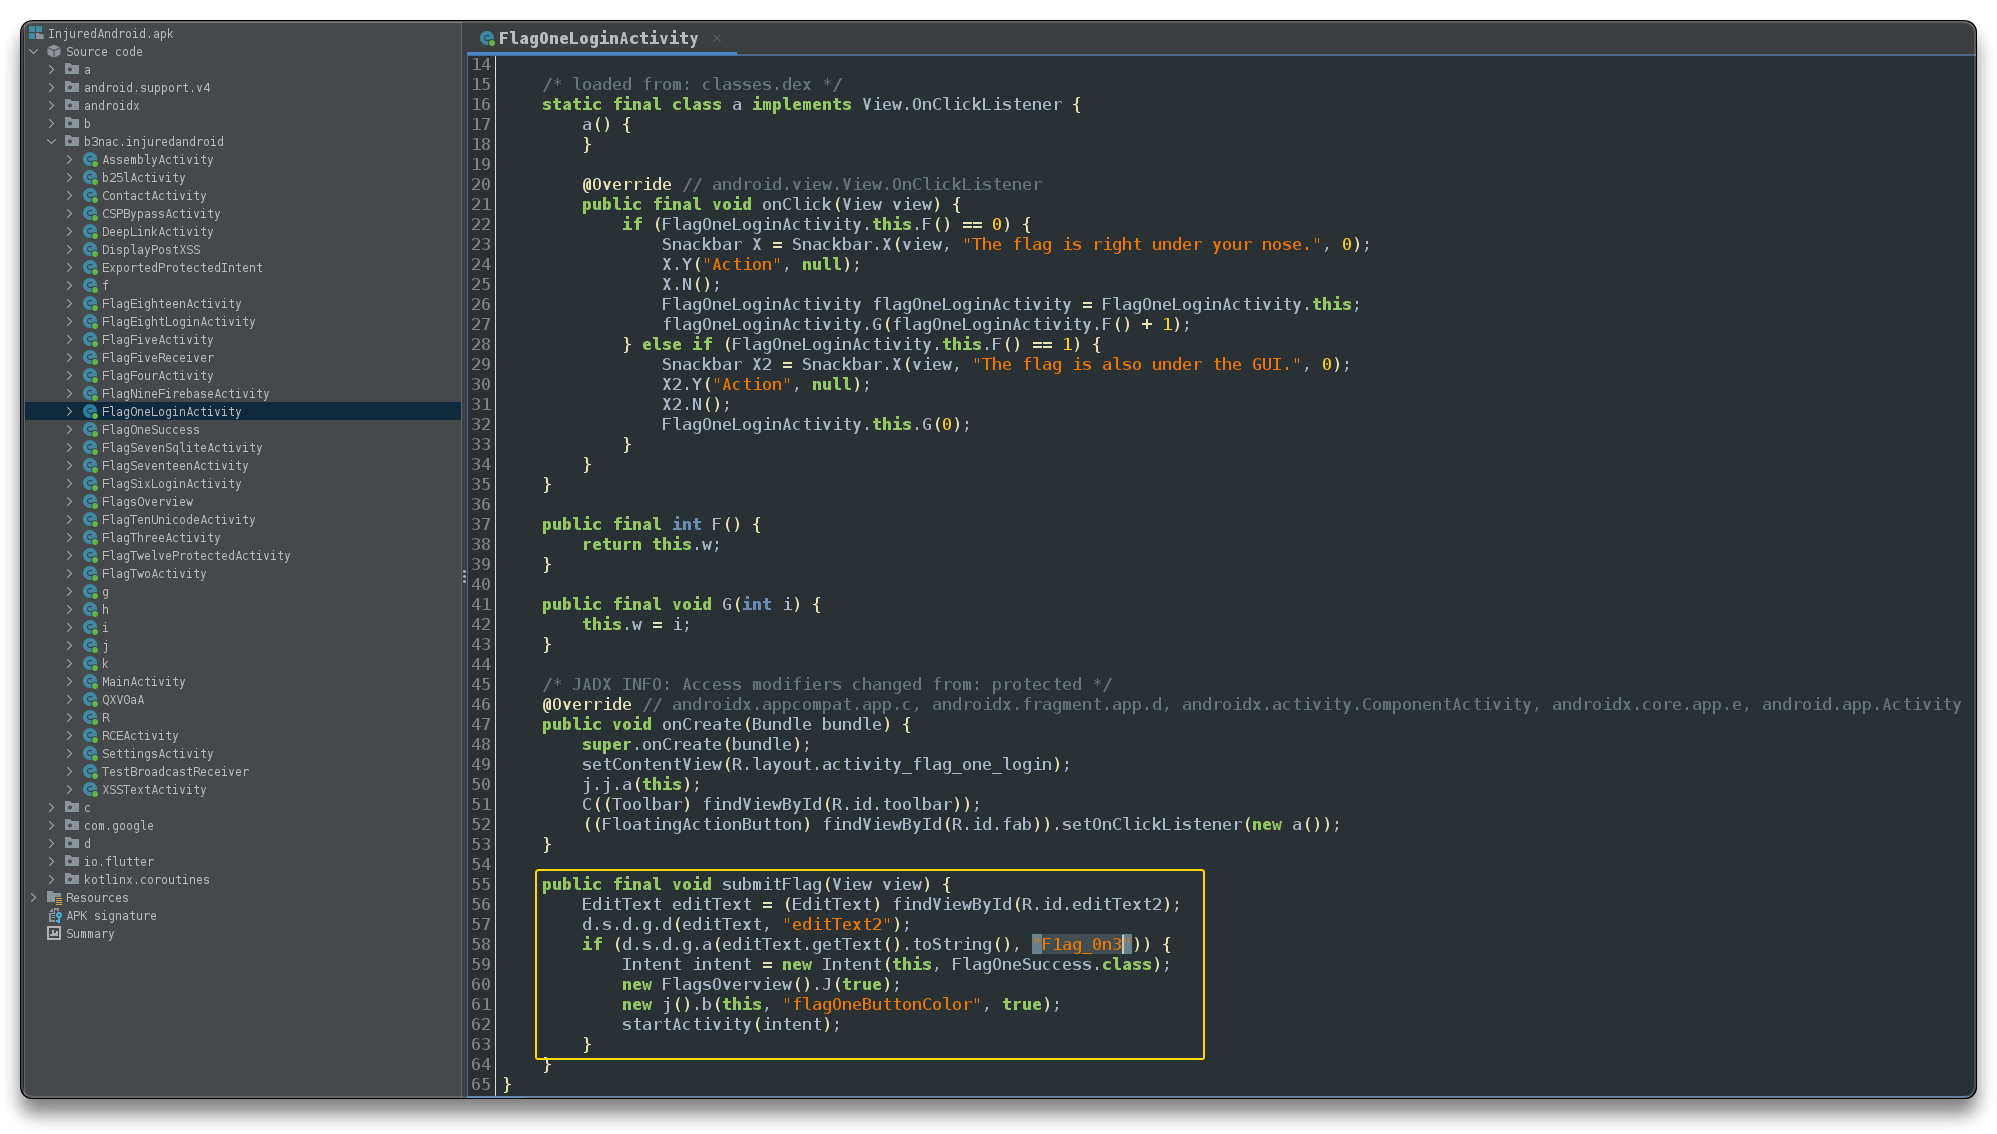 InjuredAndroid.apk
Source code
a
android.support.v4
androidx
b
b3nac.injuredandroid
AssemblyActivity
b25lActivity
ContactActivity
CSPBypassActivity
DeepLinkActivity
DisplayPostXSS
ExportedProtectedIntent
f
FlagEighteenActivity
FlagEightLoginActivity
FlagFiveActivity
FlagFiveReceiver
FlagFourActivity
FlagNineFirebaseActivity
FlagOneLoginActivity
FlagOneSuccess
FlagSevenSqliteActivity
FlagSeventeenActivity
FlagSixLoginActivity
FlagsOverview
FlagTenUnicodeActivity
FlagThreeActivity
FlagTwelveProtectedActivity
FlagTwoActivity
g
h
i
j
k
MainActivity
QXV0aA
R
RCEActivity
SettingsActivity
TestBroadcastReceiver
XSSTextActivity
c
com.google
d
io.flutter
kotlinx.coroutines
Resources
APK signature
Summary
FlagOneLoginActivity ×
14
15 /* loaded from: classes.dex */
16 static final class a implements View.OnClickListener {
17 a() {
18 }
19
20 @Override // android.view.View.OnClickListener
21 public final void onClick(View view) {
22 if (FlagOneLoginActivity.this.F() == 0) {
23 Snackbar X = Snackbar.X(view, "The flag is right under your nose.", 0);
24 X.Y("Action", null);
25 X.N();
26 FlagOneLoginActivity flagOneLoginActivity = FlagOneLoginActivity.this;
27 flagOneLoginActivity.G(flagOneLoginActivity.F() + 1);
28 } else if (FlagOneLoginActivity.this.F() == 1) {
29 Snackbar X2 = Snackbar.X(view, "The flag is also under the GUI.", 0);
30 X2.Y("Action", null);
31 X2.N();
32 FlagOneLoginActivity.this.G(0);
33 }
34 }
35 }
36
37 public final int F() {
38 return this.w;
39 }
40
41 public final void G(int i) {
42 this.w = i;
43 }
44
45 /* JADX INFO: Access modifiers changed from: protected */
46 @Override // androidx.appcompat.app.c, androidx.fragment.app.d, androidx.activity.ComponentActivity, androidx.core.app.e, android.app.Activity
47 public void onCreate(Bundle bundle) {
48 super.onCreate(bundle);
49 setContentView(R.layout.activity_flag_one_login);
50 j.j.a(this);
51 C((Toolbar) findViewById(R.id.toolbar));
52 ((FloatingActionButton) findViewById(R.id.fab)).setOnClickListener(new a());
53 }
54
55 public final void submitFlag(View view) {
56 EditText editText = (EditText) findViewById(R.id.editText2);
57 d.s.d.g.d(editText, "editText2");
58 if (d.s.d.g.a(editText.getText().toString(), "F1ag_0n3")) {
59 Intent intent = new Intent(this, FlagOneSuccess.class);
60 new FlagsOverview().J(true);
61 new j().b(this, "flagOneButtonColor", true);
62 startActivity(intent);
63 }
64 }
65 }